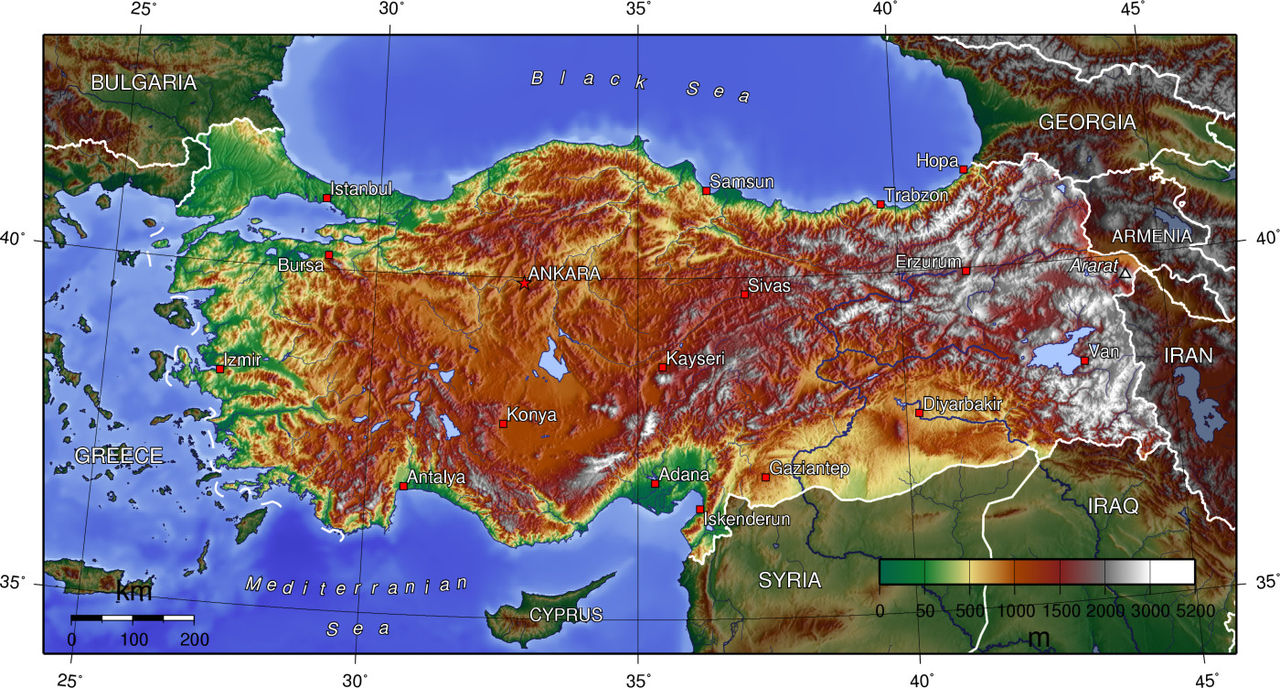 25° 30° 35° 40° 45°
Black Sea
BULGARIA
GEORGIA
Hopa
Samsun
Istanbul
Trabzon
40° 40°
ARMENIA
Bursa
ANKARA
Erzurum
Ararat
Sivas
Izmir
Kayseri
Van
IRAN
Konya
Diyarbakir
GREECE
Antalya
Adana
Gaziantep
Iskenderun
IRAQ
35° 35°
Mediterranian
Sea
SYRIA
CYPRUS
km
0 100 200
0 50 500 1000 1500 2000 3000 5200
m
25° 30° 35° 40° 45°